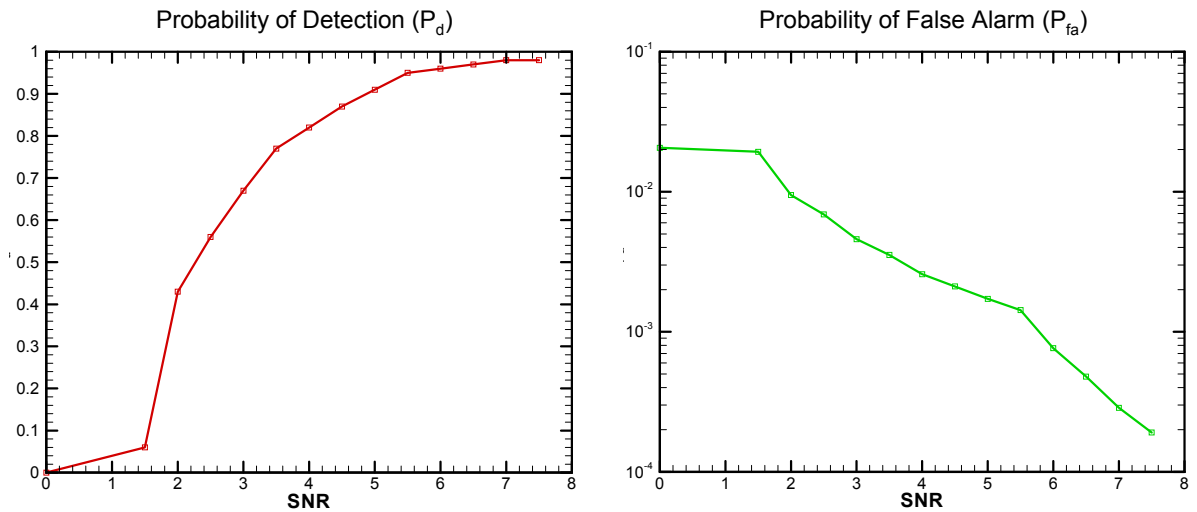 Probability of Detection (P_d)
1
0.9
0.8
0.7
0.6
0.5
0.4
0.3
0.2
0.1
0
0 1 2 3 4 5 6 7 8
SNR
Probability of False Alarm (P_fa)
10^-1
10^-2
10^-3
10^-4
0 1 2 3 4 5 6 7 8
SNR